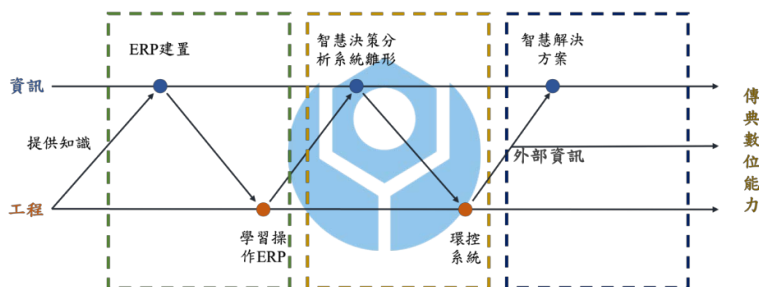 ERP建置
智慧決策分
析系統雛形
智慧解決
方案
資訊
提供知識
外部資訊
工程
學習操
作ERP
環控
系統
傳典數位能力